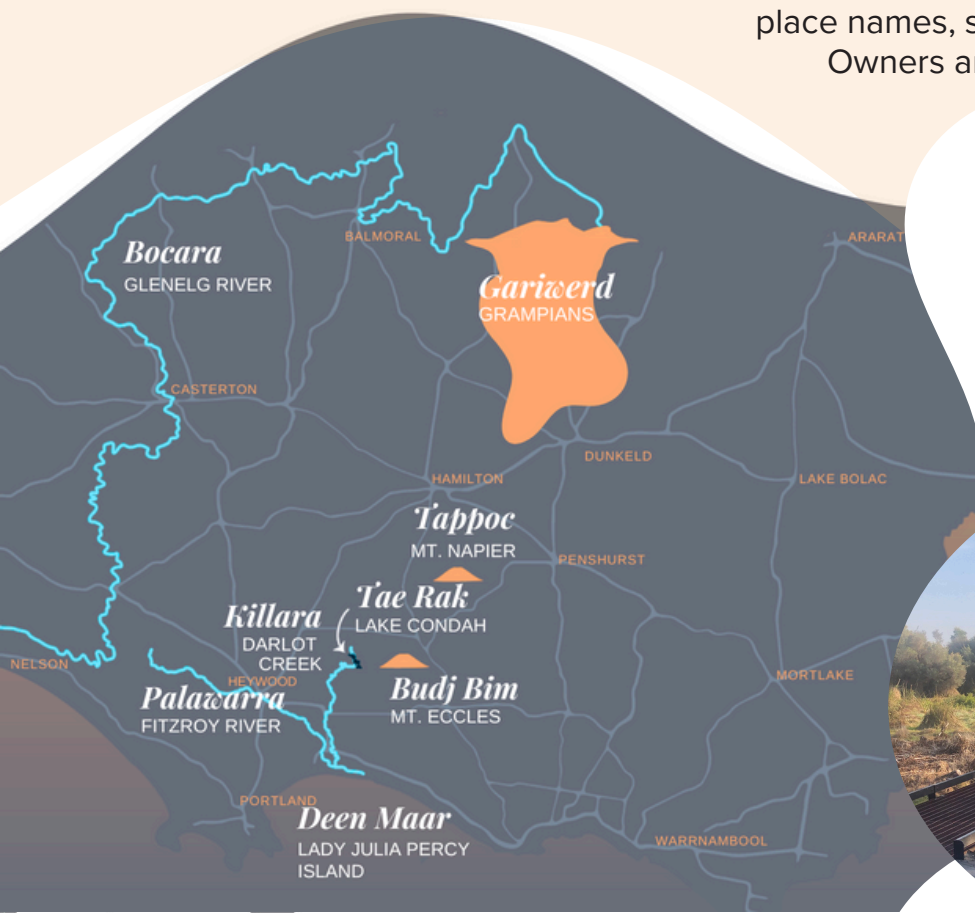 place names, s
Owners ar
BALMORAL
ARARAT
Bocara
GLENELG RIVER
Gariwerd
GRAMPIANS
CASTERTON
DUNKELD
HAMILTON
LAKE BOLAC
Tappoc
MT. NAPIER
PENSHURST
Tae Rak
LAKE CONDAH
Killara
DARLOT
CREEK
NELSON
HEYWOOD
MORTLAKE
Budj Bim
MT. ECCLES
Palawarra
FITZROY RIVER
PORTLAND
Deen Maar
LADY JULIA PERCY
ISLAND
WARRNAMBOOL